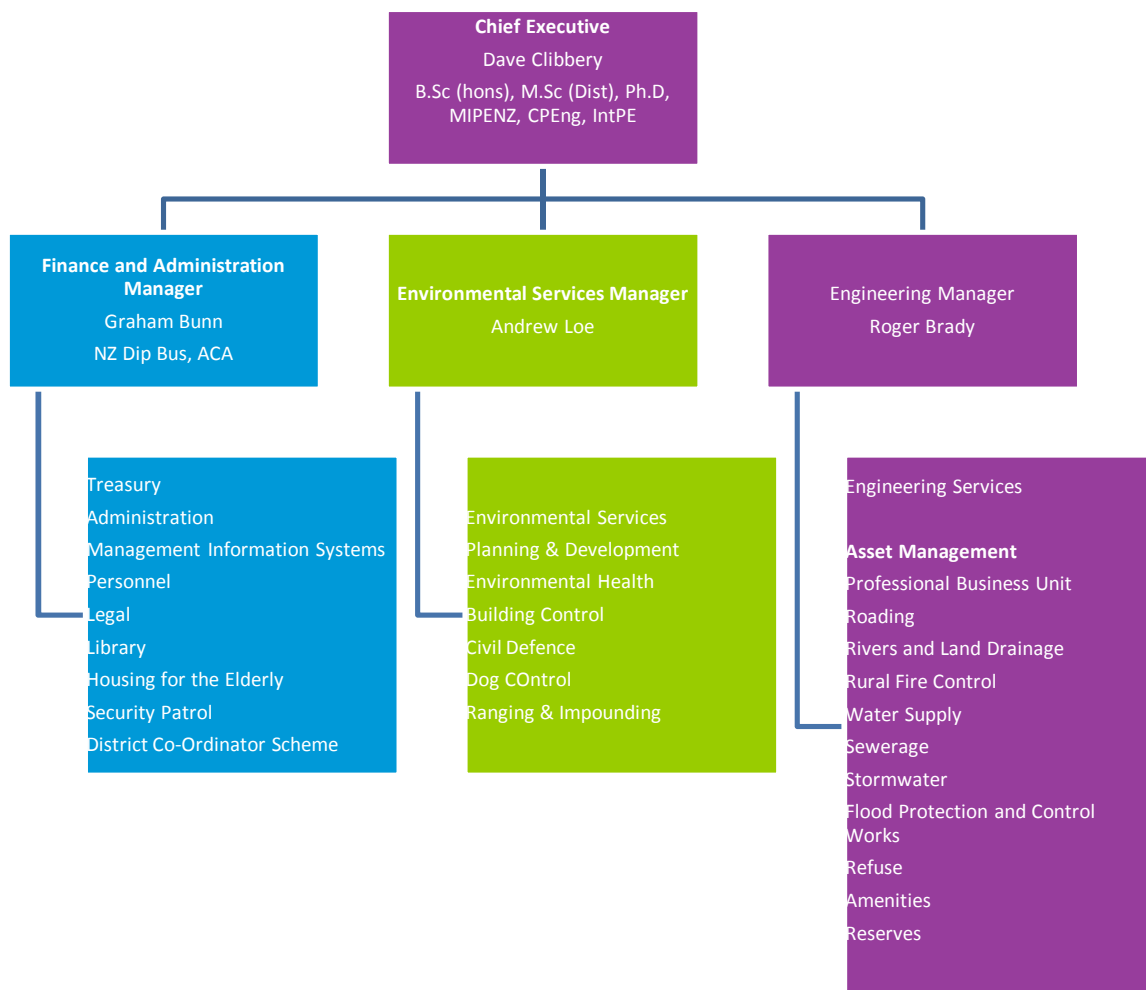 Chief Executive
Dave Clibbery
B.Sc (hons), M.Sc (Dist), Ph.D,
MIPENZ, CPEng, IntPE
Finance and Administration
Manager
Graham Bunn
NZ Dip Bus, ACA
Environmental Services Manager
Andrew Loe
Engineering Manager
Roger Brady
Treasury
Administration
Management Information Systems
Personnel
Legal
Library
Housing for the Elderly
Security Patrol
District Co-Ordinator Scheme
Environmental Services
Planning & Development
Environmental Health
Building Control
Civil Defence
Dog COntrol
Ranging & Impounding
Engineering Services
Asset Management
Professional Business Unit
Roading
Rivers and Land Drainage
Rural Fire Control
Water Supply
Sewerage
Stormwater
Flood Protection and Control
Works
Refuse
Amenities
Reserves